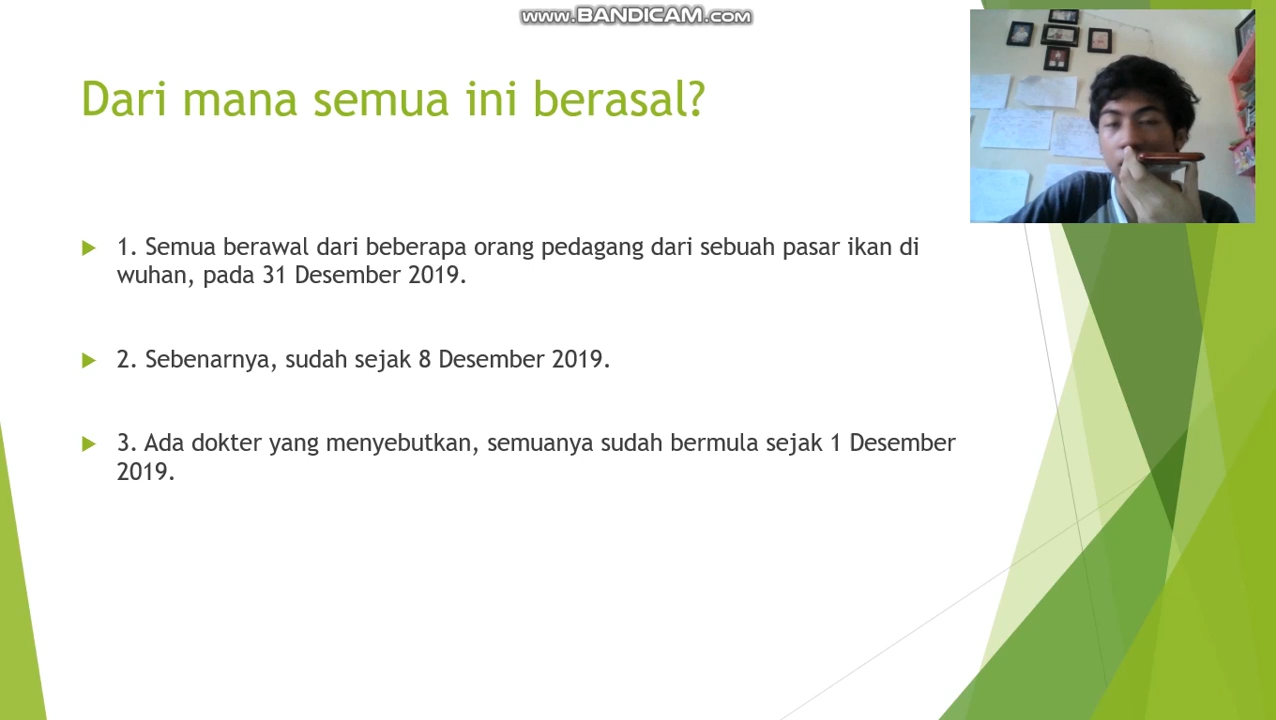 www.BANDICAM.com
Dari mana semua ini berasal?
1. Semua berawal dari beberapa orang pedagang dari sebuah pasar ikan di
wuhan, pada 31 Desember 2019.
2. Sebenarnya, sudah sejak 8 Desember 2019.
3. Ada dokter yang menyebutkan, semuanya sudah bermula sejak 1 Desember
2019.